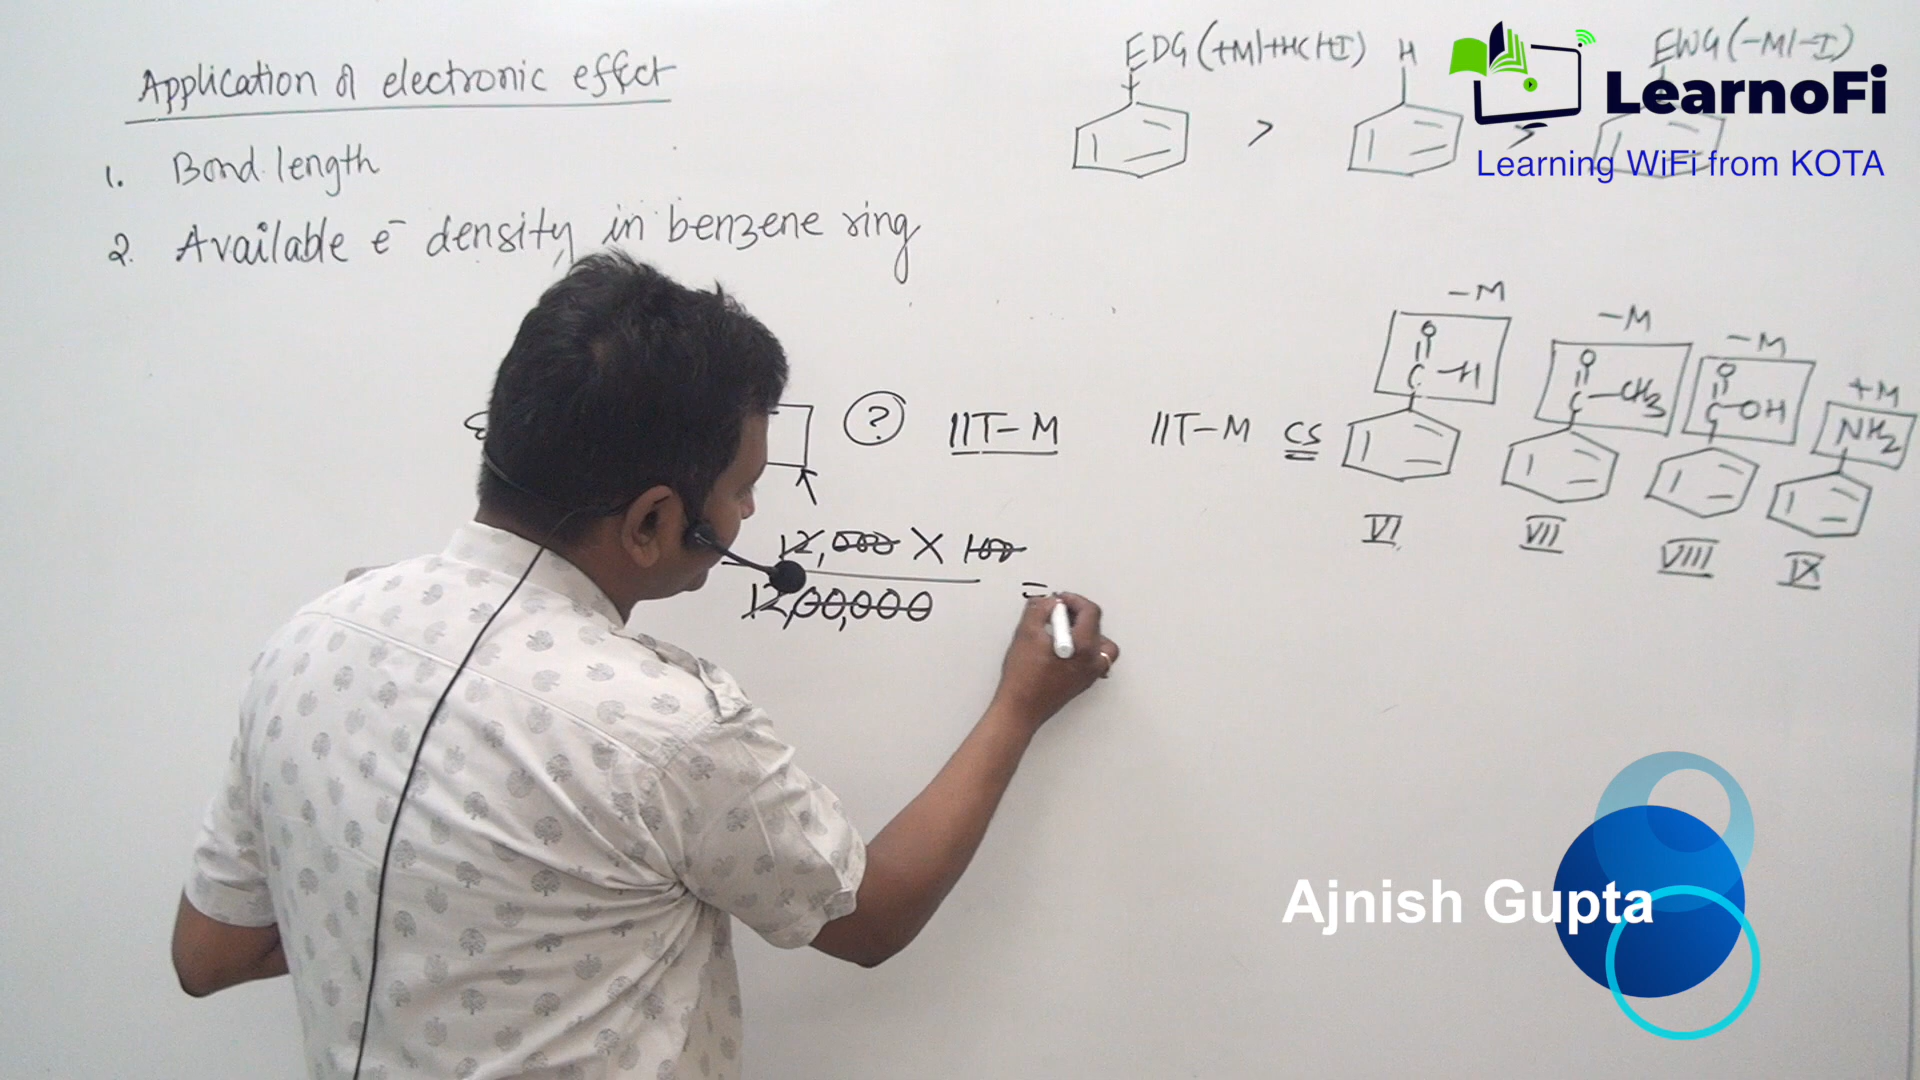 Application of electronic effect
1. Bond length
2. Available e⁻ density in benzene ring
EDG (+M/+HC/+I)
>
H
>
EWG (-M/-I)
LearnoFi
Learning WiFi from KOTA
?
IIT-M
IIT-M CS
12,000 X 100
12,00,000
=
-M
O
C-H
VI
-M
O
C-CH3
VII
-M
O
C-OH
VIII
+M
NH2
IX
Ajnish Gupta